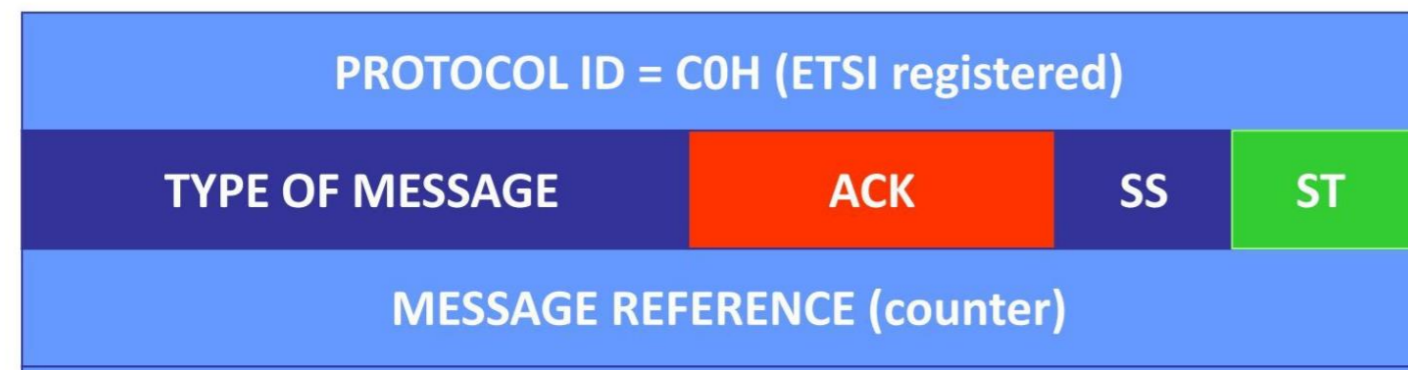 PROTOCOL ID = C0H (ETSI registered)
TYPE OF MESSAGE ACK SS ST
MESSAGE REFERENCE (counter)